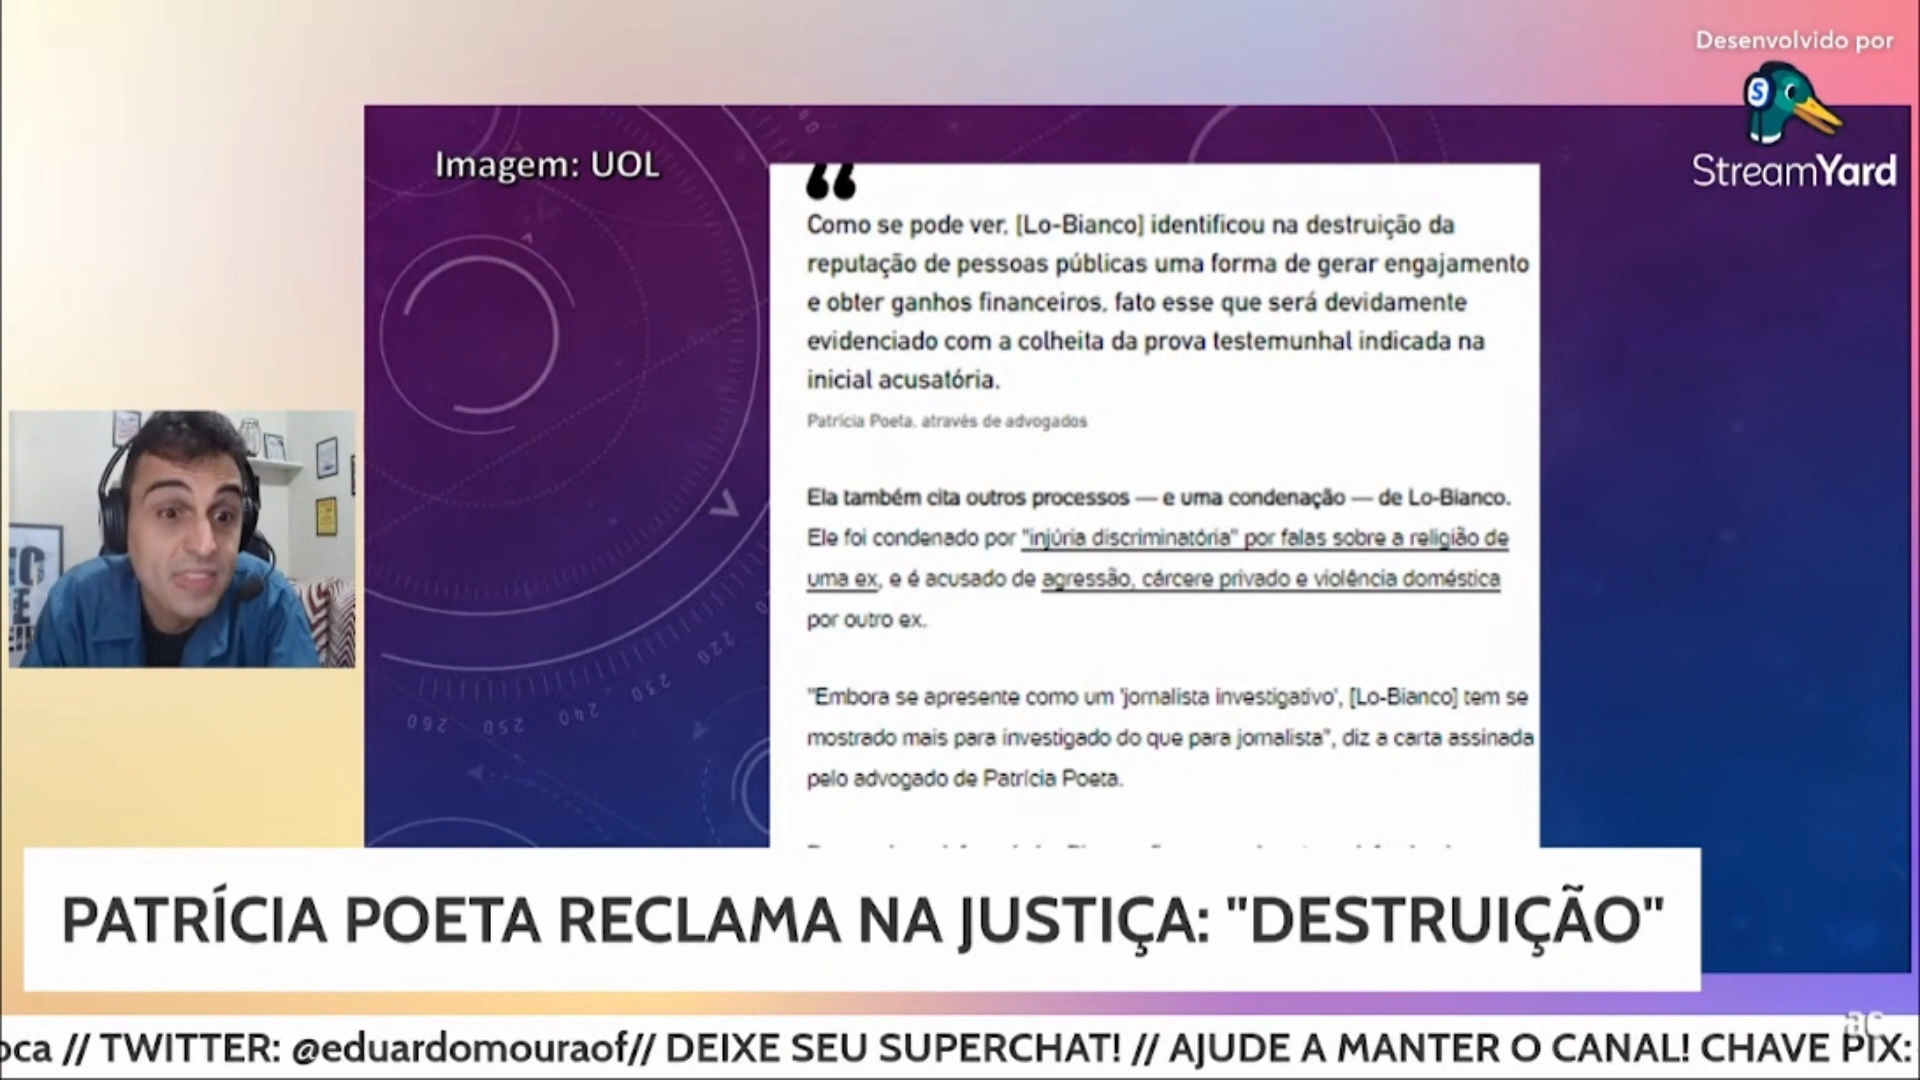 Desenvolvido por
StreamYard
Imagem: UOL
“
Como se pode ver, [Lo-Bianco] identificou na destruição da
reputação de pessoas públicas uma forma de gerar engajamento
e obter ganhos financeiros, fato esse que será devidamente
evidenciado com a colheita da prova testemunhal indicada na
inicial acusatória.
Patrícia Poeta, através de advogados
Ela também cita outros processos — e uma condenação — de Lo-Bianco.
Ele foi condenado por "injúria discriminatória" por falas sobre a religião de
uma ex, e é acusado de agressão, cárcere privado e violência doméstica
por outro ex.
"Embora se apresente como um 'jornalista investigativo', [Lo-Bianco] tem se
mostrado mais para investigado do que para jornalista", diz a carta assinada
pelo advogado de Patrícia Poeta.
260 250 240 230 220
PATRÍCIA POETA RECLAMA NA JUSTIÇA: "DESTRUIÇÃO"
oca // TWITTER: @eduardomouraof// DEIXE SEU SUPERCHAT! // AJUDE A MANTER O CANAL! CHAVE PIX: